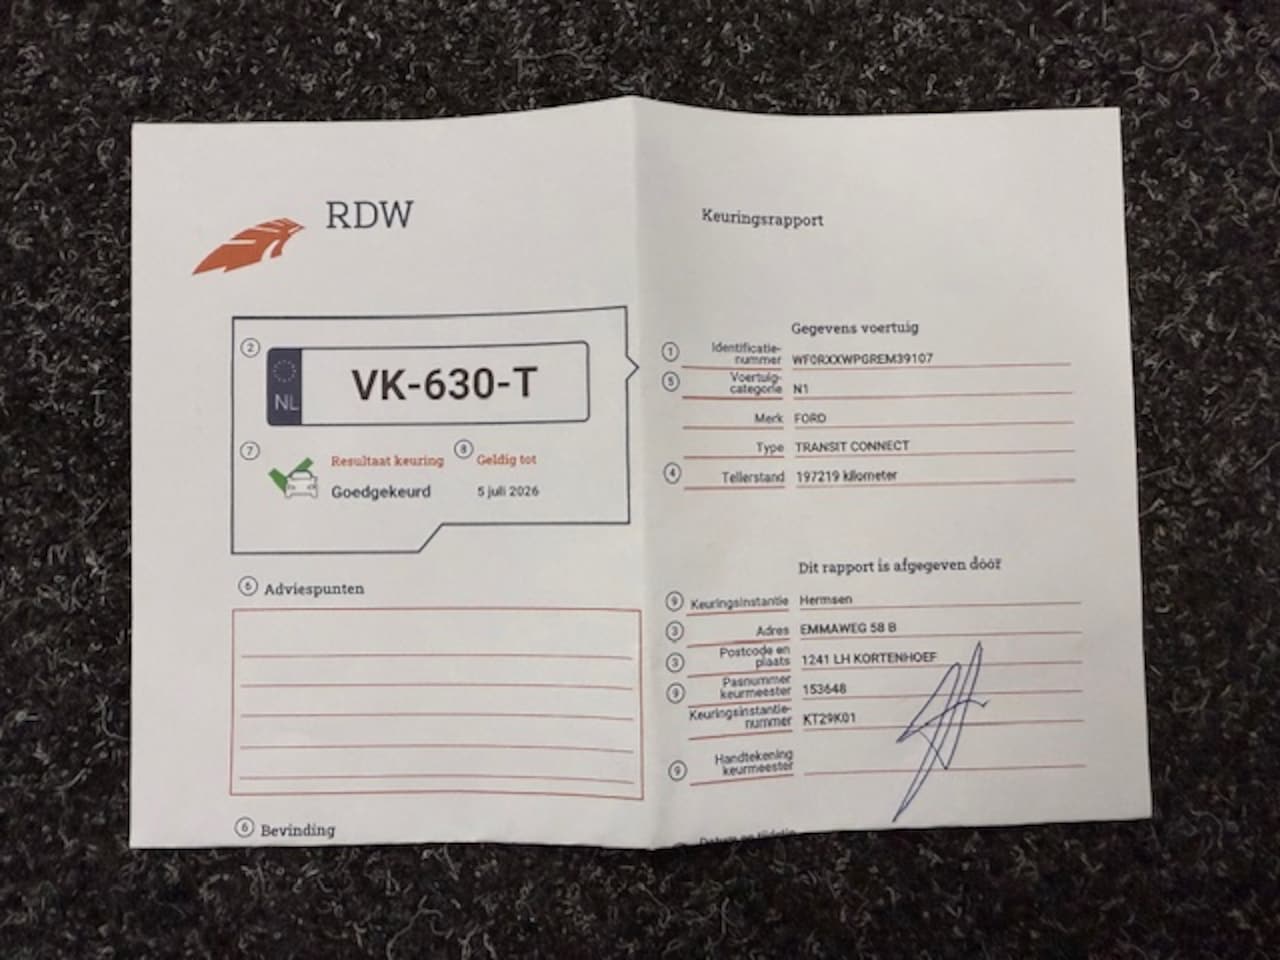 RDW
Keuringsrapport
2
NL
VK-630-T
7
Resultaat keuring
Goedgekeurd
8
Geldig tot
5 juli 2026
6 Adviespunten
6 Bevinding
Gegevens voertuig
1 Identificatie-
nummer WF0RXXWPGREM39107
5 Voertuig-
categorie N1
Merk FORD
Type TRANSIT CONNECT
4 Tellerstand 197219 kilometer
Dit rapport is afgegeven dóór
9 Keuringsinstantie Hermsen
3 Adres EMMAWEG 58 B
3 Postcode en
plaats 1241 LH KORTENHOEF
9 Pasnummer
keurmeester 153648
Keuringsinstantie-
nummer KT29K01
9 Handtekening
keurmeester